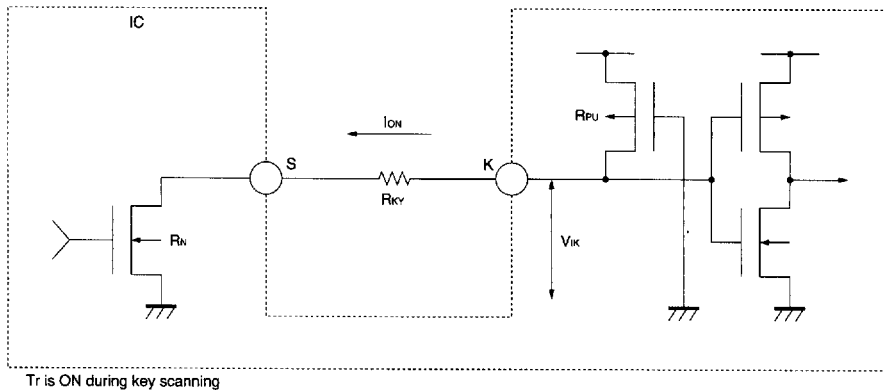 IC
ION
RPU
S
K
RKY
RN
VIK
Tr is ON during key scanning